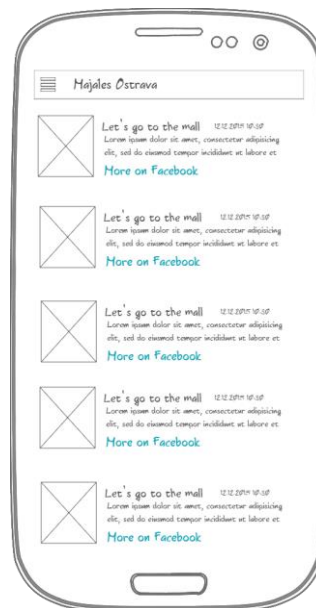 Majáles Ostrava
Let's go to the mall 12.12.2015 10:30
Lorem ipsum dolor sit amet, consectetur adipisicing
elit, sed do eiusmod tempor incididunt ut labore et
More on Facebook
Let's go to the mall 12.12.2015 10:30
Lorem ipsum dolor sit amet, consectetur adipisicing
elit, sed do eiusmod tempor incididunt ut labore et
More on Facebook
Let's go to the mall 12.12.2015 10:30
Lorem ipsum dolor sit amet, consectetur adipisicing
elit, sed do eiusmod tempor incididunt ut labore et
More on Facebook
Let's go to the mall 12.12.2015 10:30
Lorem ipsum dolor sit amet, consectetur adipisicing
elit, sed do eiusmod tempor incididunt ut labore et
More on Facebook
Let's go to the mall 12.12.2015 10:30
Lorem ipsum dolor sit amet, consectetur adipisicing
elit, sed do eiusmod tempor incididunt ut labore et
More on Facebook